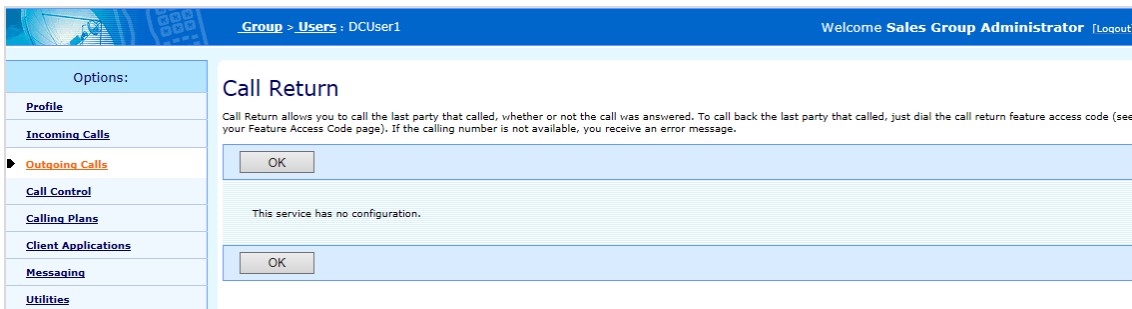 Group > Users : DCUser1
Welcome Sales Group Administrator [Logout
Options:
Profile
Incoming Calls
Outgoing Calls
Call Control
Calling Plans
Client Applications
Messaging
Utilities
Call Return
Call Return allows you to call the last party that called, whether or not the call was answered. To call back the last party that called, just dial the call return feature access code (see
your Feature Access Code page). If the calling number is not available, you receive an error message.
OK
This service has no configuration.
OK